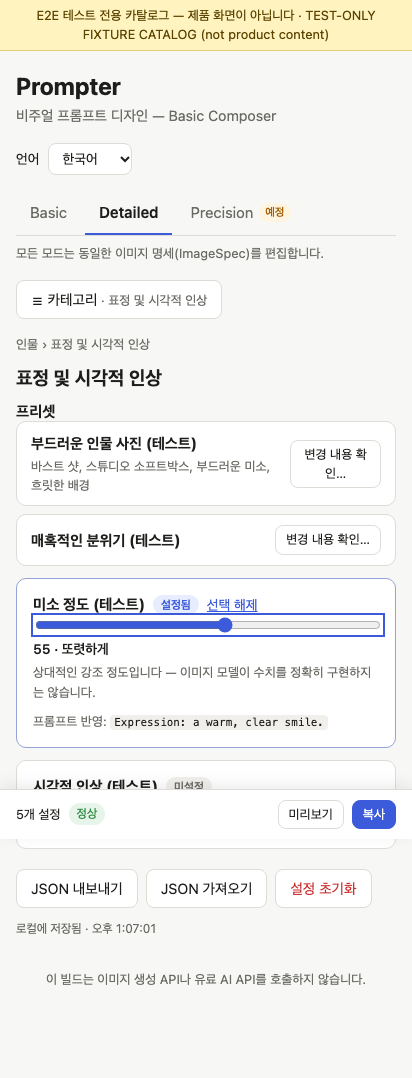 E2E 테스트 전용 카탈로그 — 제품 화면이 아닙니다 · TEST-ONLY
FIXTURE CATALOG (not product content)
Prompter
비주얼 프롬프트 디자인 — Basic Composer
언어 한국어
Basic Detailed Precision 예정
모든 모드는 동일한 이미지 명세(ImageSpec)를 편집합니다.
≡ 카테고리 · 표정 및 시각적 인상
인물 › 표정 및 시각적 인상
표정 및 시각적 인상
프리셋
부드러운 인물 사진 (테스트)
바스트 샷, 스튜디오 소프트박스, 부드러운 미소,
흐릿한 배경
변경 내용 확
인…
매혹적인 분위기 (테스트)
변경 내용 확인…
미소 정도 (테스트) 설정됨 선택 해제
55 · 또렷하게
상대적인 강조 정도입니다 — 이미지 모델이 수치를 정확히 구현하지
는 않습니다.
프롬프트 반영: Expression: a warm, clear smile.
시각적 인상 (테스트) 미설정
5개 설정 정상 미리보기 복사
JSON 내보내기 JSON 가져오기 설정 초기화
로컬에 저장됨 · 오후 1:07:01
이 빌드는 이미지 생성 API나 유료 AI API를 호출하지 않습니다.